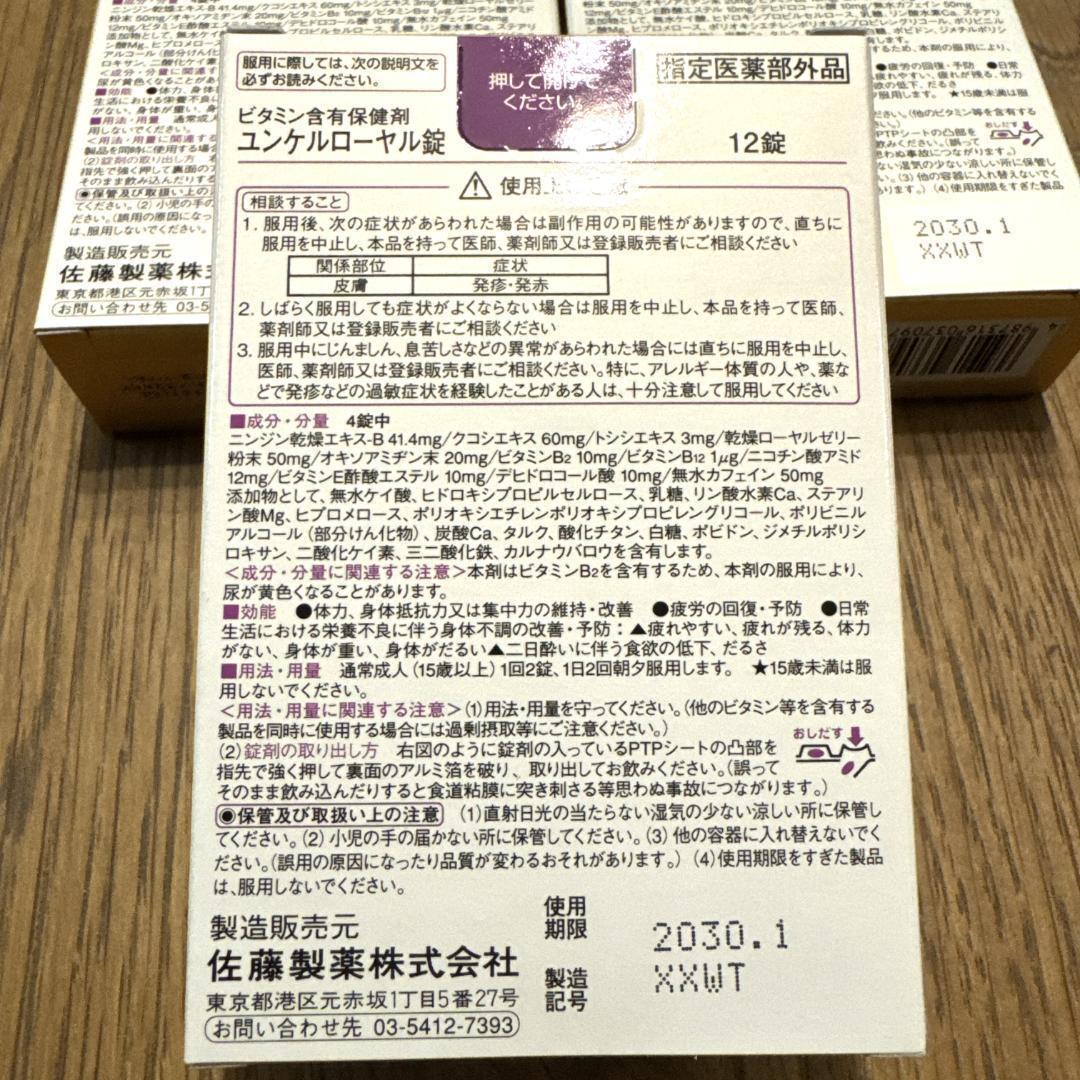 服用に際しては、次の説明文を
必ずお読みください。
押して開けて
ください。
指定医薬部外品
ビタミン含有保健剤
ユンケルローヤル錠
12錠
使用
相談すること
1. 服用後、次の症状があらわれた場合は副作用の可能性がありますので、直ちに
服用を中止し、本品を持って医師、薬剤師又は登録販売者にご相談ください
関係部位 症状
皮膚 発疹・発赤
2. しばらく服用しても症状がよくならない場合は服用を中止し、本品を持って医師、
薬剤師又は登録販売者にご相談ください
3. 服用中にじんましん、息苦しさなどの異常があらわれた場合には直ちに服用を中止し、
医師、薬剤師又は登録販売者にご相談ください。特に、アレルギー体質の人や、薬な
どで発疹などの過敏症状を経験したことがある人は、十分注意して服用してください
■成分・分量 4錠中
ニンジン乾燥エキス-B 41.4mg/クコシエキス 60mg/トシシエキス 3mg/乾燥ローヤルゼリー
粉末 50mg/オキソアミヂン末 20mg/ビタミンB2 10mg/ビタミンB12 1μg/ニコチン酸アミド
12mg/ビタミンE酢酸エステル 10mg/デヒドロコール酸 10mg/無水カフェイン 50mg
添加物として、無水ケイ酸、ヒドロキシプロピルセルロース、乳糖、リン酸水素Ca、ステアリ
ン酸Mg、ヒプロメロース、ポリオキシエチレンポリオキシプロピレングリコール、ポリビニル
アルコール(部分けん化物)、炭酸Ca、タルク、酸化チタン、白糖、ポビドン、ジメチルポリシ
ロキサン、二酸化ケイ素、三二酸化鉄、カルナウバロウを含有します。
<成分・分量に関連する注意>本剤はビタミンB2を含有するため、本剤の服用により、
尿が黄色くなることがあります。
■効能 ●体力、身体抵抗力又は集中力の維持・改善 ●疲労の回復・予防 ●日常
生活における栄養不良に伴う身体不調の改善・予防：▲疲れやすい、疲れが残る、体力
がない、身体が重い、身体がだるい▲二日酔いに伴う食欲の低下、だるさ
■用法・用量 通常成人(15歳以上)1回2錠、1日2回朝夕服用します。 ★15歳未満は服
用しないでください。
<用法・用量に関連する注意>(1)用法・用量を守ってください。(他のビタミン等を含有する
製品を同時に使用する場合には過剰摂取等にご注意ください。)
(2)錠剤の取り出し方 右図のように錠剤の入っているPTPシートの凸部を
指先で強く押して裏面のアルミ箔を破り、取り出してお飲みください。(誤って
そのまま飲み込んだりすると食道粘膜に突き刺さる等思わぬ事故につながります。)
おしだす
◉保管及び取扱い上の注意 (1)直射日光の当たらない湿気の少ない涼しい所に保管し
てください。(2)小児の手の届かない所に保管してください。(3)他の容器に入れ替えないでく
ださい。(誤用の原因になったり品質が変わるおそれがあります。)(4)使用期限をすぎた製品
は、服用しないでください。
製造販売元
佐藤製薬株式会社
東京都港区元赤坂1丁目5番27号
お問い合わせ先 03-5412-7393
使用
期限
2030.1
製造
記号
XXWT
製造販売元
佐藤製薬株
東京都港区元赤坂1丁
お問い合わせ先 03-5
2030.1
XXWT